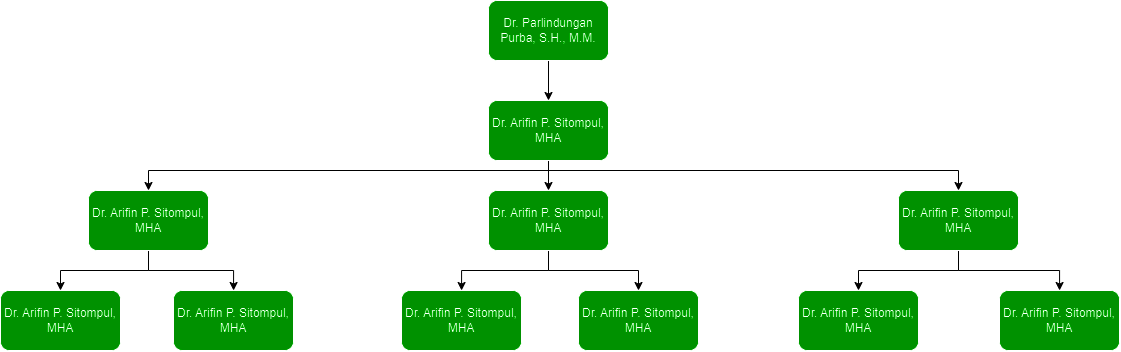 Dr. Parlindungan
Purba, S.H., M.M.
Dr. Arifin P. Sitompul,
MHA
Dr. Arifin P. Sitompul,
MHA
Dr. Arifin P. Sitompul,
MHA
Dr. Arifin P. Sitompul,
MHA
Dr. Arifin P. Sitompul,
MHA
Dr. Arifin P. Sitompul,
MHA
Dr. Arifin P. Sitompul,
MHA
Dr. Arifin P. Sitompul,
MHA
Dr. Arifin P. Sitompul,
MHA
Dr. Arifin P. Sitompul,
MHA